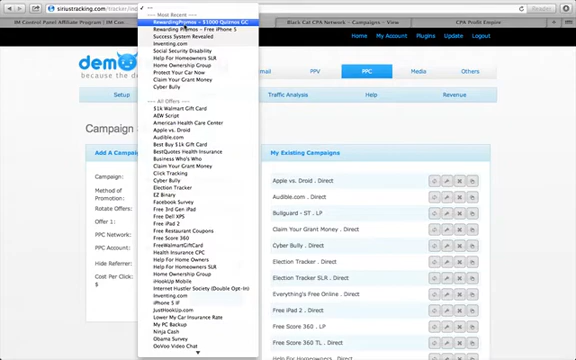 siriustracking.com/tracker/
IM Control Panel Affiliate Program | IM C
Black Cat CPA Network - Campaigns - View
CPA Profit Empire
Home
My Account
Plugins
Invite
Support
Logout
dem
because the de
mail
PPV
PPC
Media
Others
Setup
Traffic Analysis
Help
Revenue
---
Most Recent
RewardingPromos - $1000 Quiznos GC
Rewarding Promos - Free iPhone 5
Success System Revealed
Inventing.com
Social Security Disability
Help For Homeowners SLR
Home Ownership Group
Protect Your Car Now
Claim Your Grant Money
Cyber Bully
All Offers
$1k Walmart Gift Card
A2W Script
American Health Care Center
Apple vs. Droid
Audible.com
Best Buy $1k Gift Card
BestQuotes Health Insurance
Business Who's Who
Claim Your Grant Money
Click Tracking
Cyber Bully
Election Tracker
EZ Binary
Facebook Survey
Free 3rd Gen iPad
Free Dell XPS
Free iPad 2
Free Restaurant Coupons
Free Score 360
FreeWalmartGiftCard
Health Insurance CPC
Help For Home Owners
Help For Homeowners SLR
Home Ownership Group
iHookUp Mobile
Internet Hustler Society (Double Opt-In)
Inventing.com
iPhone 5 IF
JustHookUp.com
Lower My Car Insurance Rate
My PC Backup
Ninja Cash
Obama Survey
OoVoo Video Chat
Campaign
Add A Campaign
Campaign:
Method of
Promotion:
Rotate Offers:
Offer 1:
PPC Network:
PPC Account:
Hide Referrer:
Cost Per Click:
$
My Existing Campaigns
Apple vs. Droid . Direct
Audible.com . Direct
Bullguard - ST . LP
Claim Your Grant Money . Direct
Cyber Bully . Direct
Election Tracker . Direct
Election Tracker SLR . Direct
Everything's Free Online . Direct
Free iPad 2 . Direct
Free Score 360 . LP
Free Score 360 TL . Direct
Help For Homeowners . Direct